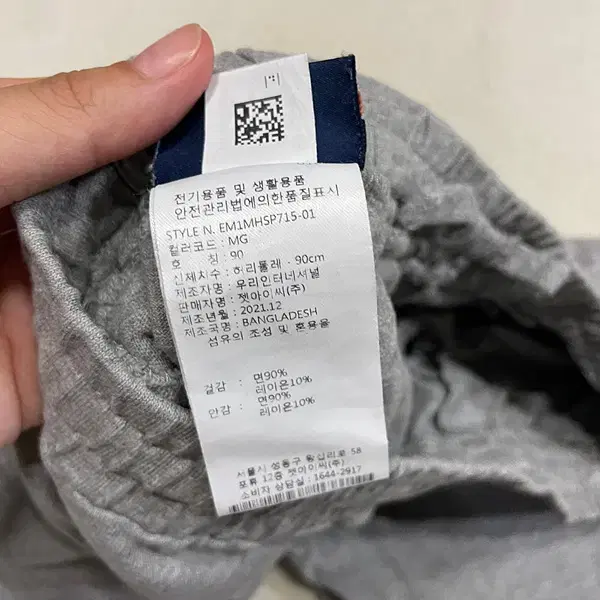 전기용품 및 생활용품
안전관리법에의한품질표시
STYLE N. EM1MHSP715-01
컬러코드 : MG
호 칭 : 90
신체치수 : 허리둘레 : 90cm
제조자명 : 우리인터내셔널
판매자명 : 젯아이씨(주)
제조년월 : 2021.12
제조국명 : BANGLADESH
섬유의 조성 및 혼용율
겉감 : 면90%
레이온10%
안감 : 면90%
레이온10%
서울시 성동구 왕십리로 58
포휴 12층 젯아이씨(주)
소비자 상담실 : 1644-2917